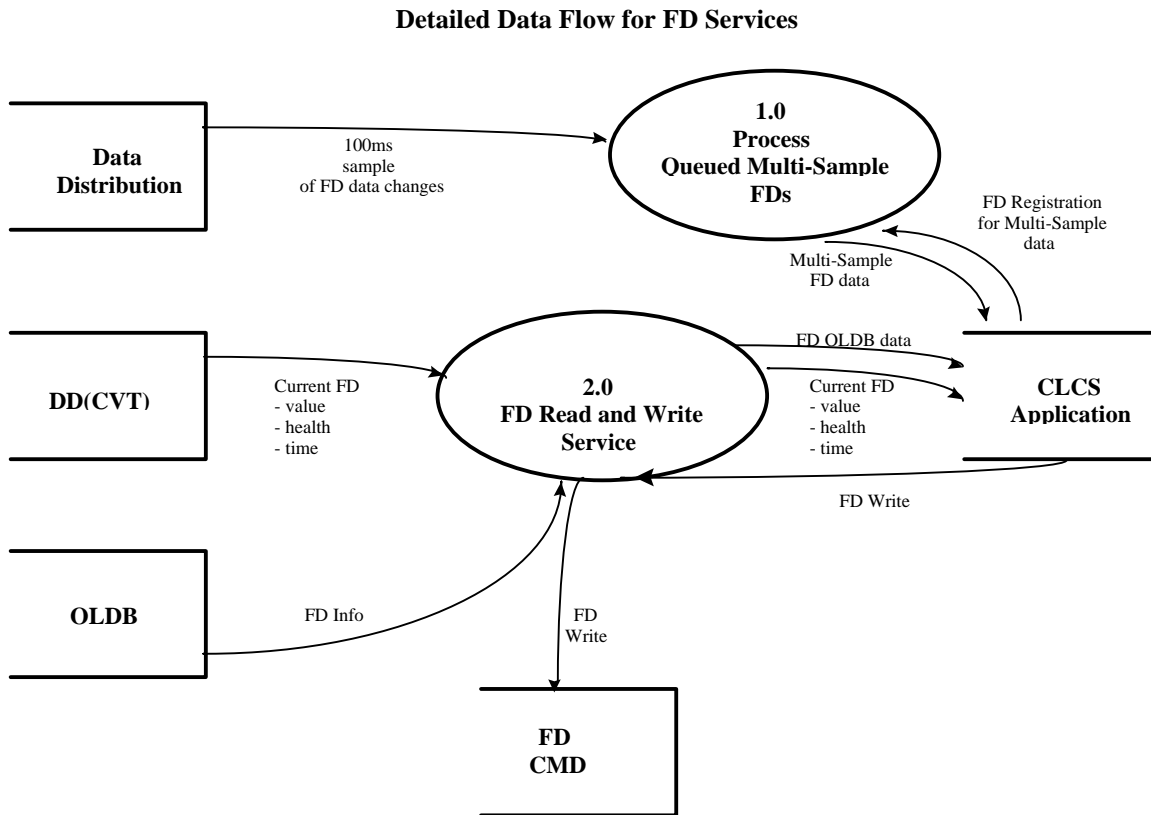 Detailed Data Flow for FD Services
1.0
Process
Queued Multi-Sample
FDs
Data
Distribution
100ms
sample
of FD data changes
FD Registration
for Multi-Sample
data
Multi-Sample
FD data
DD(CVT)
Current FD
- value
- health
- time
2.0
FD Read and Write
Service
FD OLDB data
Current FD
- value
- health
- time
CLCS
Application
FD Write
OLDB
FD Info
FD
Write
FD
CMD